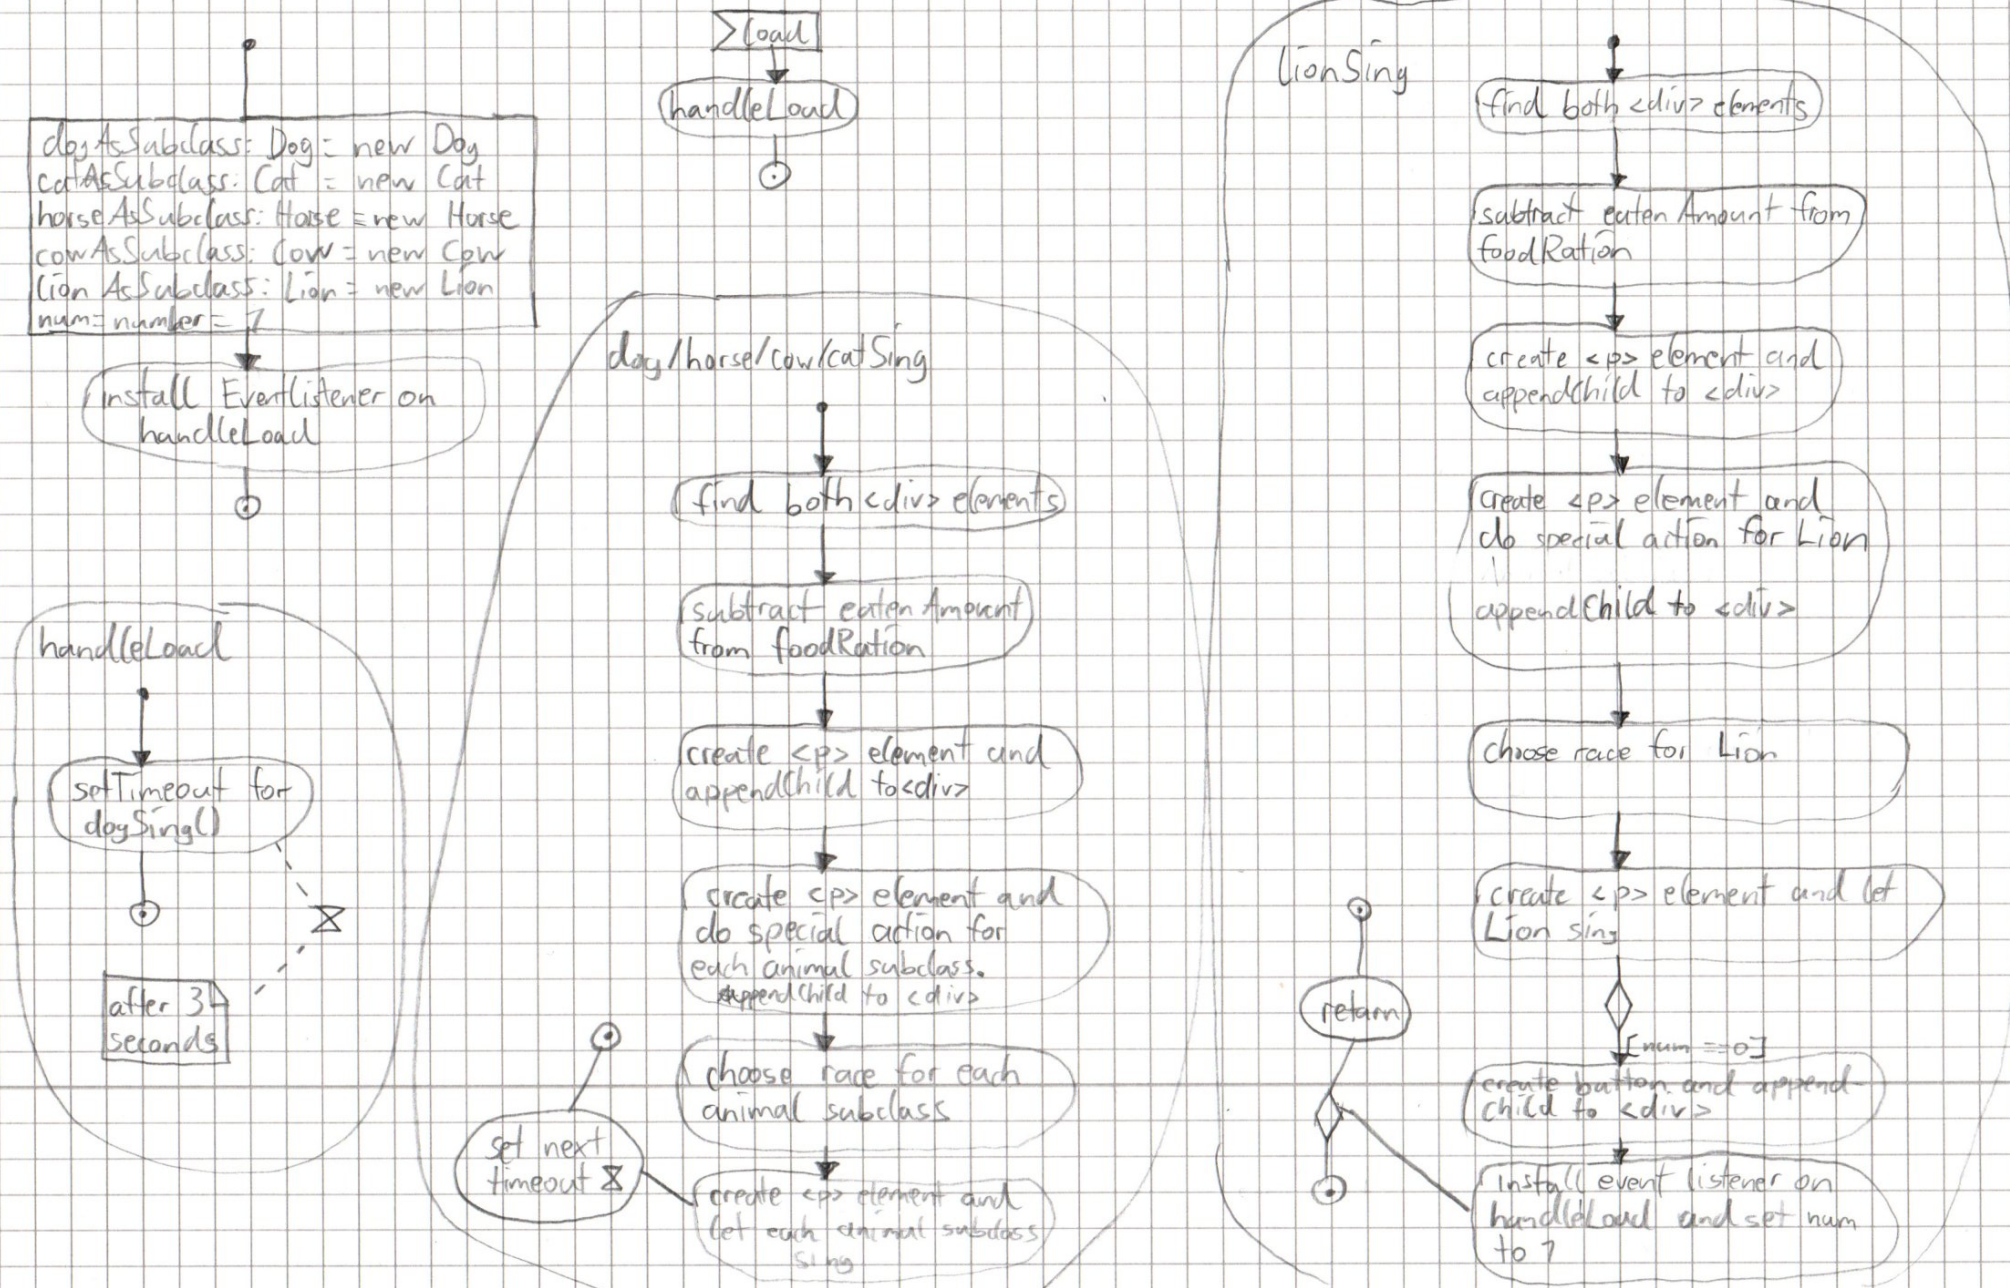 dogAsSubclass: Dog = new Dog
catAsSubclass: Cat = new Cat
horseAsSubclass: Horse = new Horse
cowAsSubclass: Cow = new Cow
lionAsSubclass: Lion = new Lion
num = number = 1
install EventListener on
handleLoad
load
handleLoad
handleLoad
setTimeout for
dogSing()
after 3
seconds
dog/horse/cow/catSing
find both <div> elements
subtract eatenAmount
from foodRation
create <p> element and
appendChild to <div>
create <p> element and
do special action for
each animal subclass.
appendChild to <div>
choose race for each
animal subclass
create <p> element and
let each animal subclass
sing
set next
timeout
lionSing
find both <div> elements
subtract eatenAmount from
foodRation
create <p> element and
appendChild to <div>
create <p> element and
do special action for Lion
appendChild to <div>
choose race for Lion
create <p> element and let
Lion sing
[num == 0]
create button and append-
child to <div>
install event listener on
handleLoad and set num
to 1
return